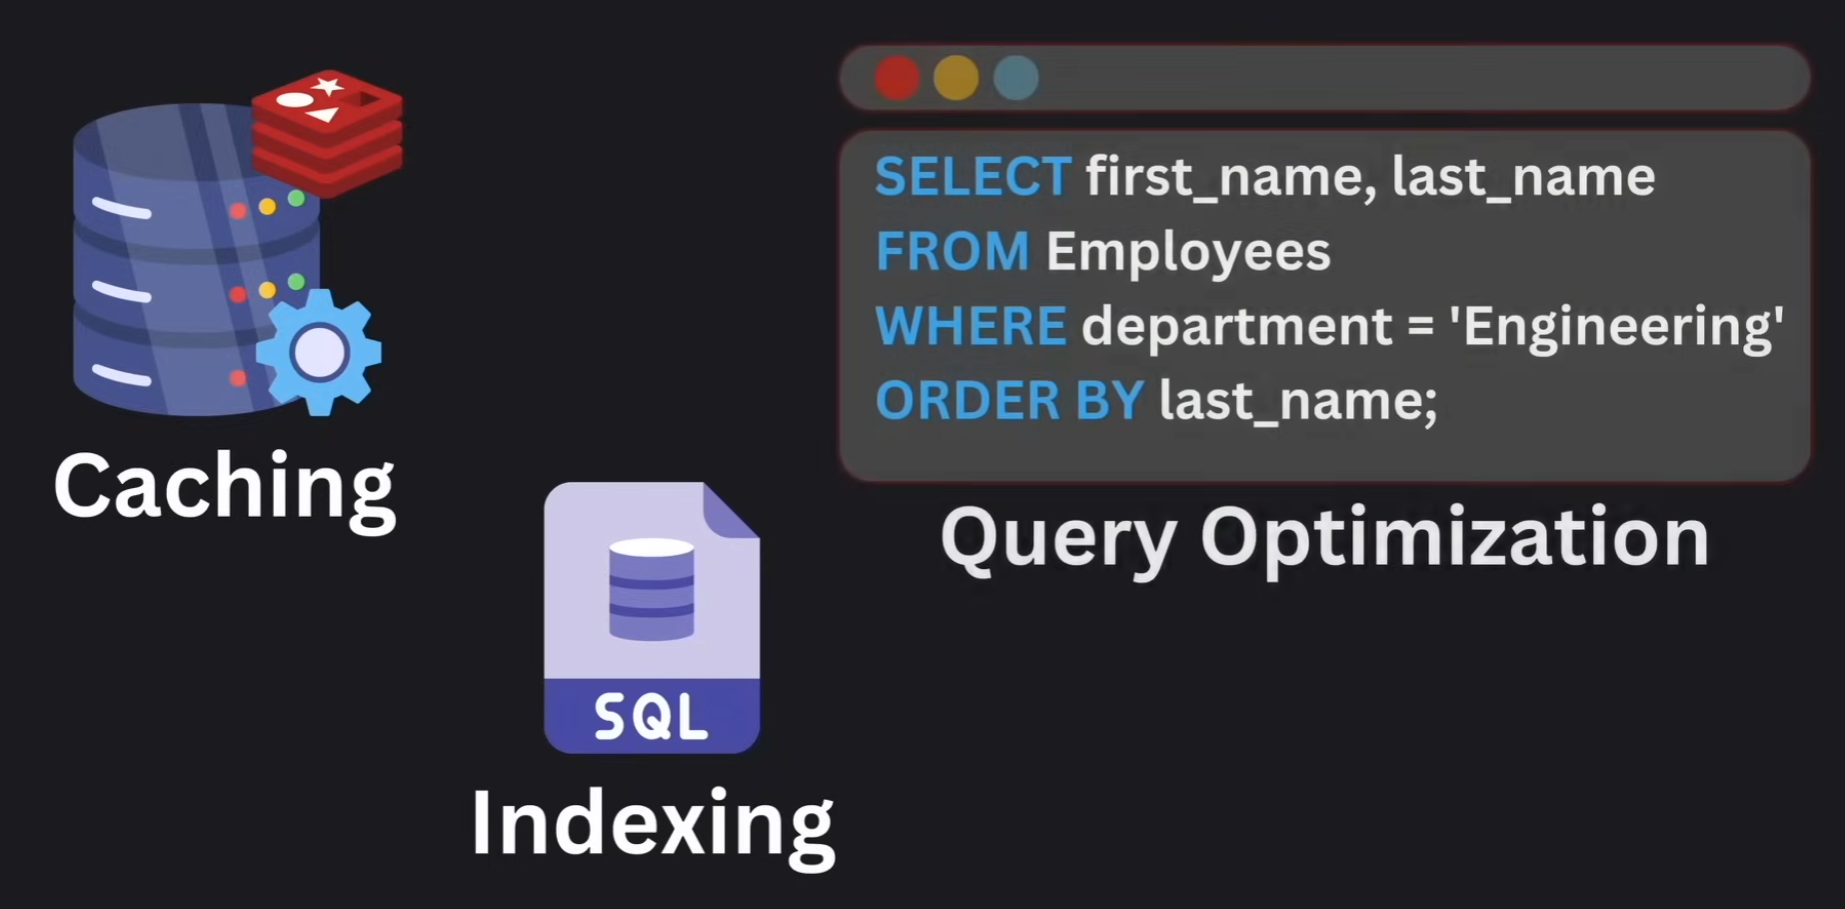 Caching
SQL
Indexing
SELECT first_name, last_name
FROM Employees
WHERE department = 'Engineering'
ORDER BY last_name;
Query Optimization